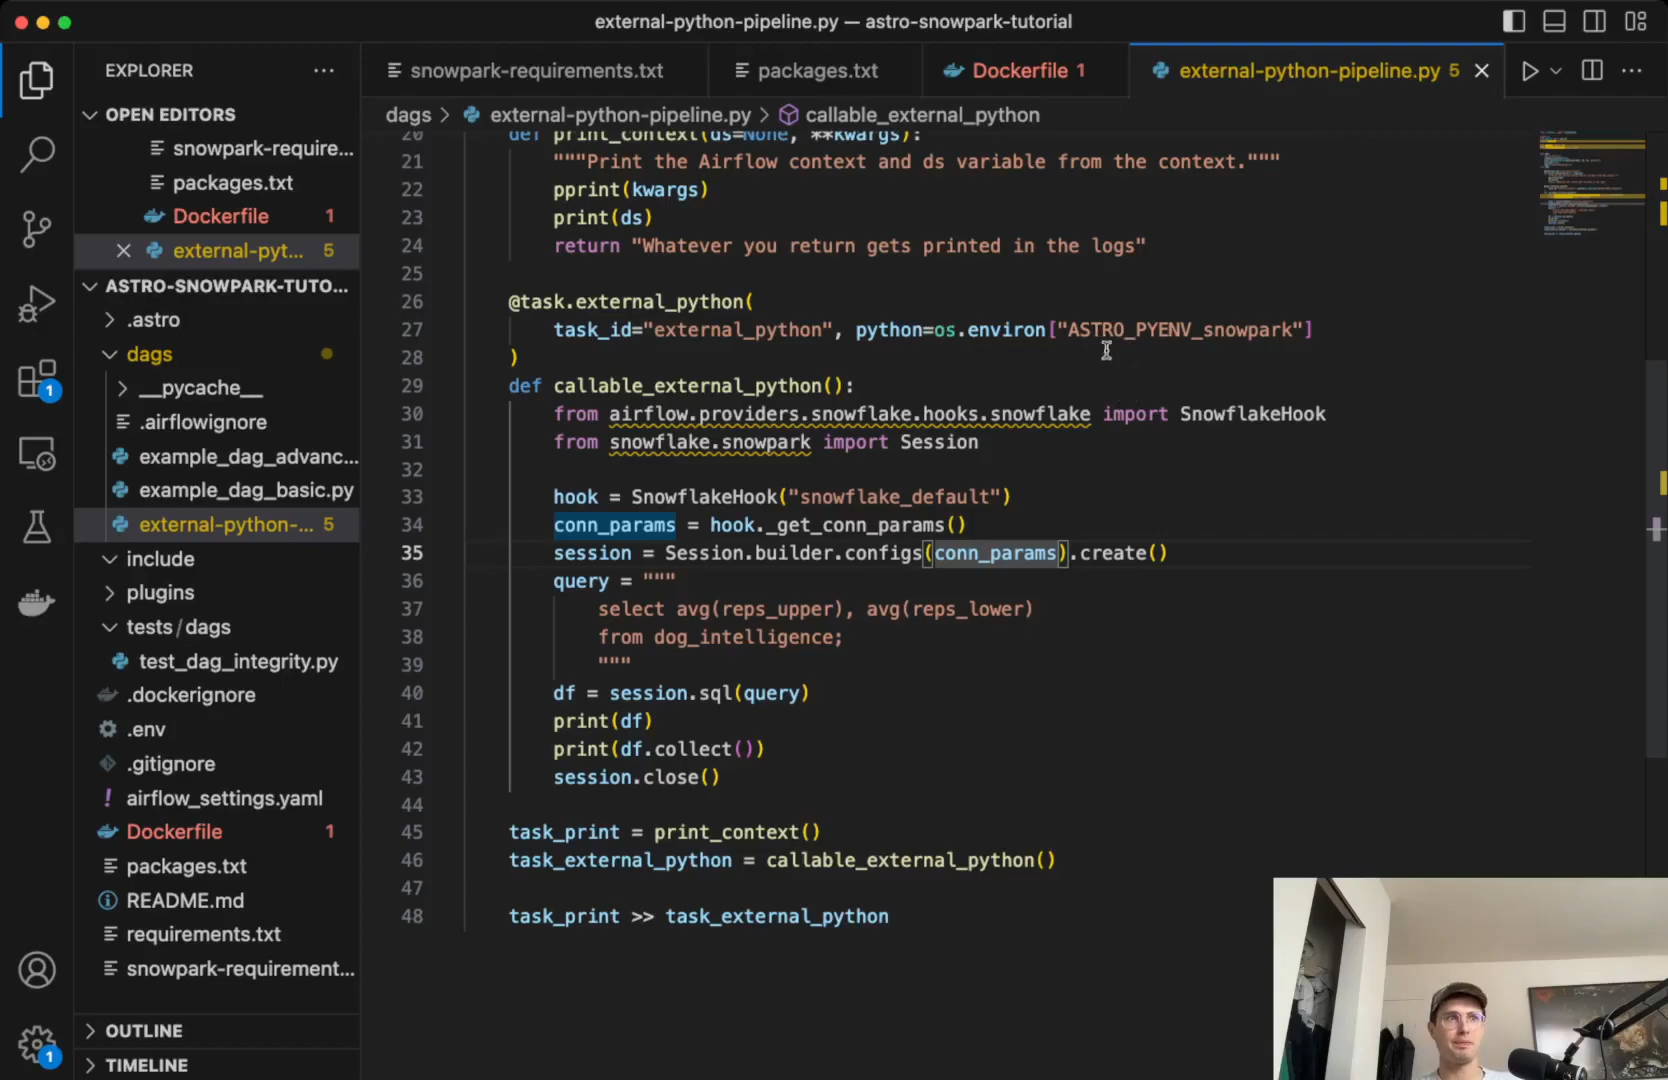 external-python-pipeline.py — astro-snowpark-tutorial
EXPLORER
snowpark-requirements.txt
packages.txt
Dockerfile 1
external-python-pipeline.py 5
OPEN EDITORS
snowpark-require...
packages.txt
Dockerfile 1
external-pyt... 5
ASTRO-SNOWPARK-TUTO...
.astro
dags
__pycache__
.airflowignore
example_dag_advanc...
example_dag_basic.py
external-python-... 5
include
plugins
tests/dags
test_dag_integrity.py
.dockerignore
.env
.gitignore
airflow_settings.yaml
Dockerfile 1
packages.txt
README.md
requirements.txt
snowpark-requirement...
OUTLINE
TIMELINE
1
1
dags > external-python-pipeline.py > callable_external_python
20 def print_context(ds=None, **kwargs):
21 """Print the Airflow context and ds variable from the context."""
22 pprint(kwargs)
23 print(ds)
24 return "Whatever you return gets printed in the logs"
25
26 @task.external_python(
27 task_id="external_python", python=os.environ["ASTRO_PYENV_snowpark"]
28 )
29 def callable_external_python():
30 from airflow.providers.snowflake.hooks.snowflake import SnowflakeHook
31 from snowflake.snowpark import Session
32
33 hook = SnowflakeHook("snowflake_default")
34 conn_params = hook._get_conn_params()
35 session = Session.builder.configs(conn_params).create()
36 query = """
37 select avg(reps_upper), avg(reps_lower)
38 from dog_intelligence;
39 """
40 df = session.sql(query)
41 print(df)
42 print(df.collect())
43 session.close()
44
45 task_print = print_context()
46 task_external_python = callable_external_python()
47
48 task_print >> task_external_python